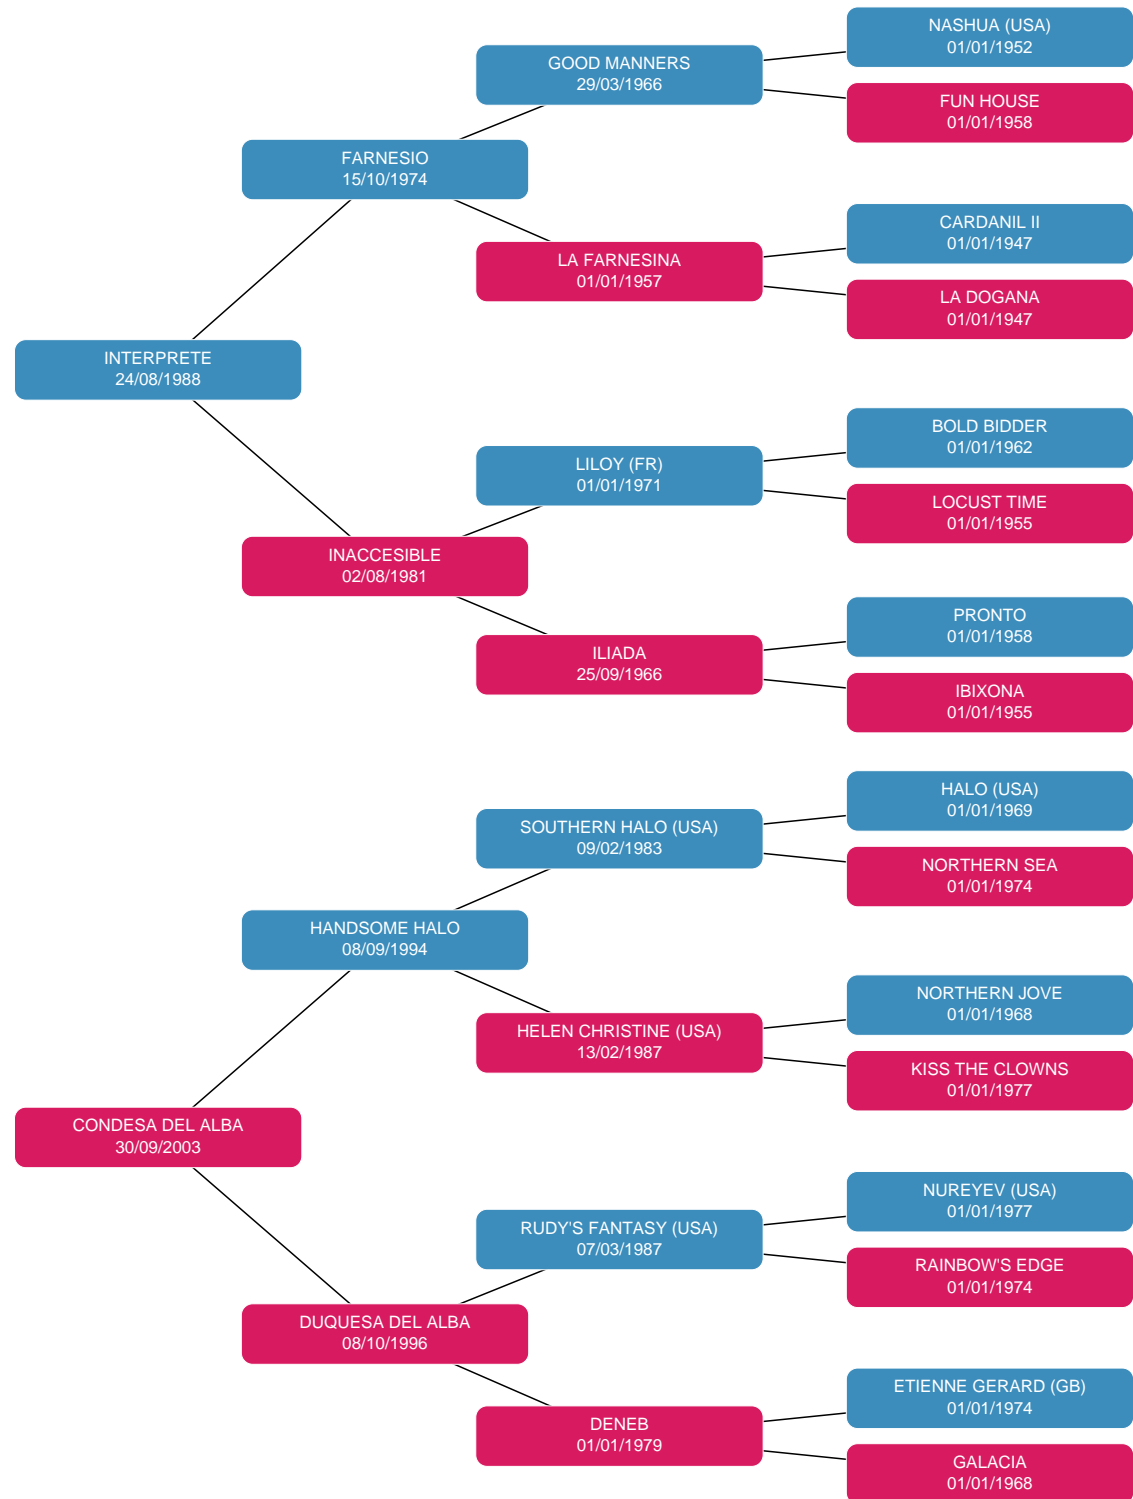 NASHUA (USA)
01/01/1952
GOOD MANNERS
29/03/1966
FUN HOUSE
01/01/1958
FARNESIO
15/10/1974
CARDANIL II
01/01/1947
LA FARNESINA
01/01/1957
LA DOGANA
01/01/1947
INTERPRETE
24/08/1988
BOLD BIDDER
01/01/1962
LILOY (FR)
01/01/1971
LOCUST TIME
01/01/1955
INACCESIBLE
02/08/1981
PRONTO
01/01/1958
ILIADA
25/09/1966
IBIXONA
01/01/1955
HALO (USA)
01/01/1969
SOUTHERN HALO (USA)
09/02/1983
NORTHERN SEA
01/01/1974
HANDSOME HALO
08/09/1994
NORTHERN JOVE
01/01/1968
HELEN CHRISTINE (USA)
13/02/1987
KISS THE CLOWNS
01/01/1977
CONDESA DEL ALBA
30/09/2003
NUREYEV (USA)
01/01/1977
RUDY'S FANTASY (USA)
07/03/1987
RAINBOW'S EDGE
01/01/1974
DUQUESA DEL ALBA
08/10/1996
ETIENNE GERARD (GB)
01/01/1974
DENEB
01/01/1979
GALACIA
01/01/1968